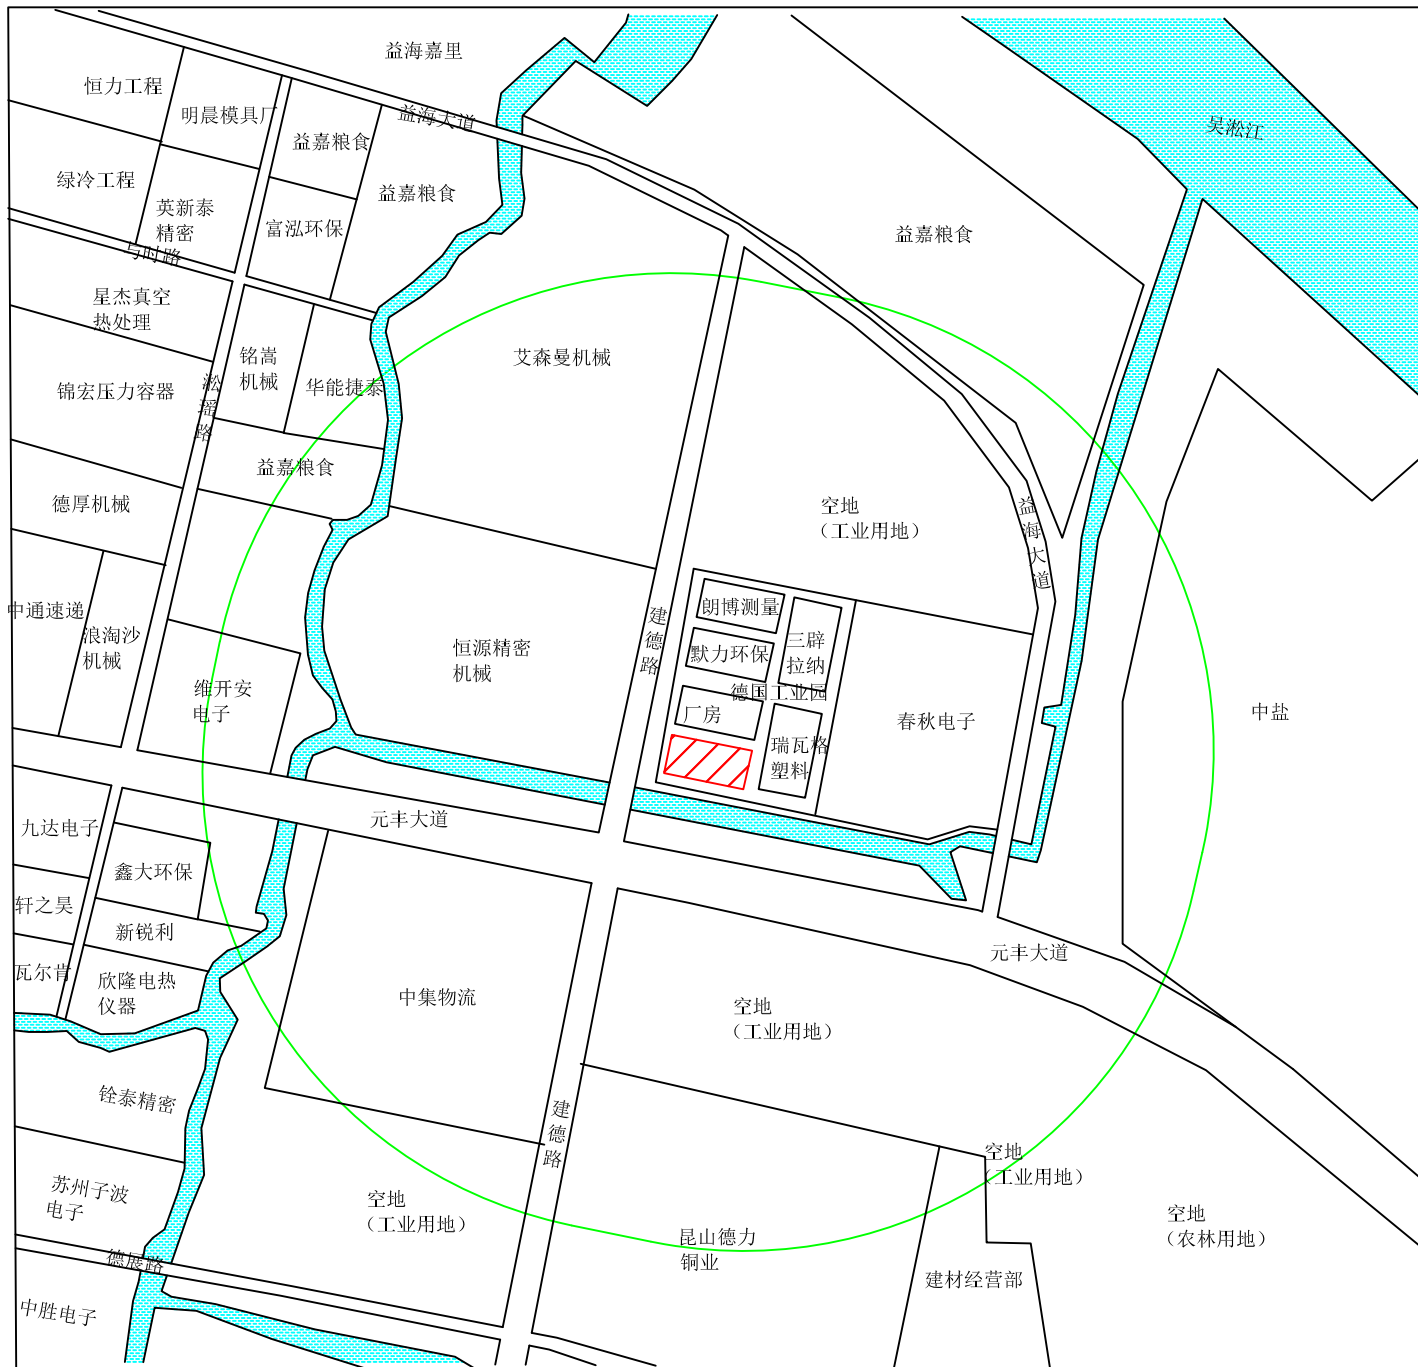 益海嘉里
恒力工程
明晨模具厂
益海大道
吴淞江
益嘉粮食
绿冷工程
益嘉粮食
英新泰
精密
富泓环保
益嘉粮食
与时路
星杰真空
热处理
铭嵩
机械
艾森曼机械
锦宏压力容器
淞瑶路
华能捷泰
益嘉粮食
德厚机械
空地
（工业用地）
益海大道
中通速递
浪淘沙
机械
恒源精密
机械
建德路
朗博测量
默力环保
三辟
拉纳
德国工业园
厂房
瑞瓦格
塑料
春秋电子
维开安
电子
中盐
九达电子
元丰大道
鑫大环保
轩之昊
新锐利
瓦尔肯
欣隆电热
仪器
中集物流
元丰大道
空地
（工业用地）
铨泰精密
建德路
苏州子波
电子
空地
（工业用地）
空地
（工业用地）
空地
（农林用地）
昆山德力
铜业
德展路
建材经营部
中胜电子